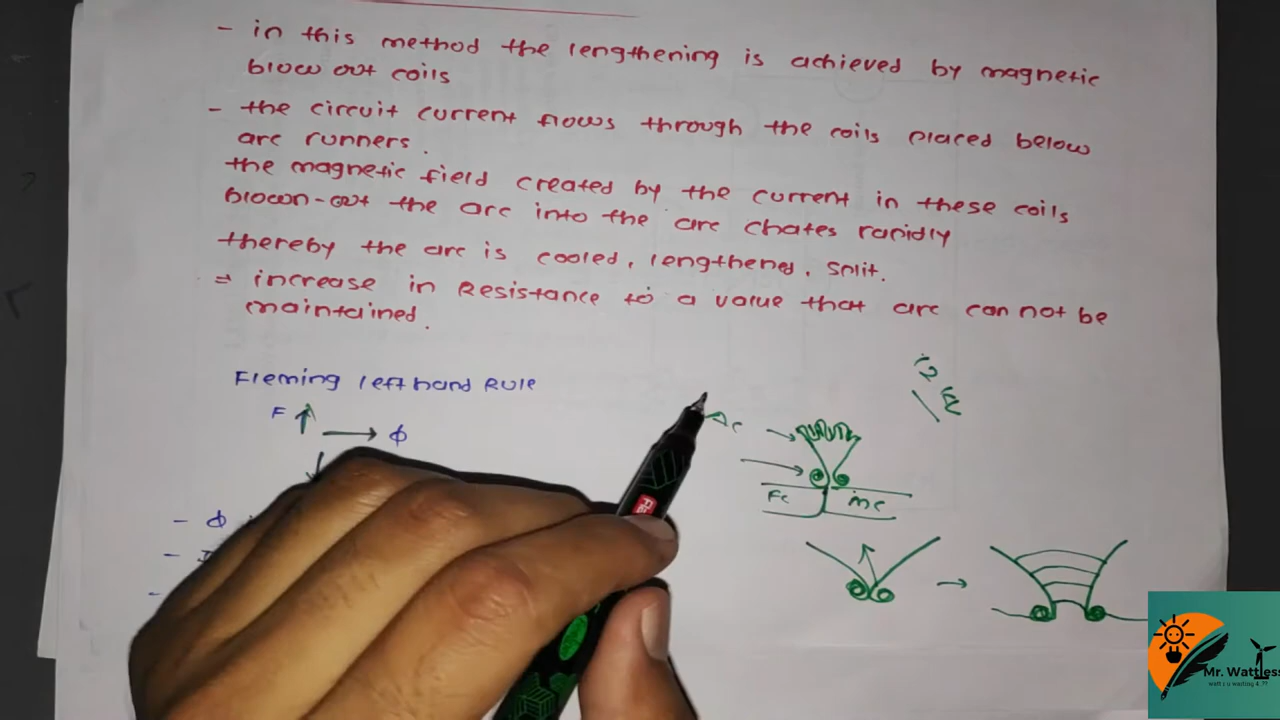 - in this method the lengthening is achieved by magnetic
blow out coils
- the circuit current flows through the coils placed below
arc runners.
the magnetic field created by the current in these coils
blown-out the arc into the arc chates rapidly
thereby the arc is cooled, lengthened, split.
⇒ increase in Resistance to a value that arc can not be
maintained.
Fleming left hand Rule
F
ϕ
- ϕ
Ac
Fc
mc
Mr. Wattless